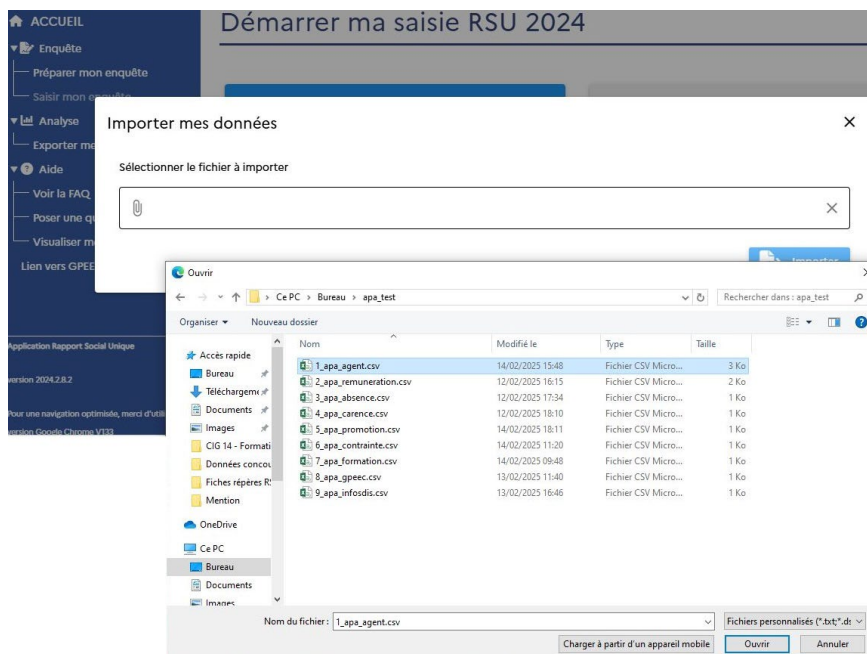 ACCUEIL
Démarrer ma saisie RSU 2024
Enquête
Préparer mon enquête
Saisir mon enquête
Analyse
Exporter me
Aide
Voir la FAQ
Poser une qu
Visualiser m
Lien vers GPEE
Application Rapport Social Unique
version 2024.2.8.2
Pour une navigation optimisée, merci d'util
version Google Chrome V133
Importer mes données
Sélectionner le fichier à importer
Importer
Ouvrir
Ce PC > Bureau > apa_test
Rechercher dans : apa_test
Organiser Nouveau dossier
Accès rapide
Bureau
Téléchargeme
Documents
Images
CIG 14 - Formati
Données concou
Fiches répères RS
Mention
OneDrive
Ce PC
Bureau
Documents
Images
Nom Modifié le Type Taille
1_apa_agent.csv 14/02/2025 15:48 Fichier CSV Micro... 3 Ko
2_apa_remuneration.csv 12/02/2025 16:15 Fichier CSV Micro... 2 Ko
3_apa_absence.csv 12/02/2025 17:34 Fichier CSV Micro... 1 Ko
4_apa_carence.csv 12/02/2025 18:10 Fichier CSV Micro... 1 Ko
5_apa_promotion.csv 14/02/2025 18:11 Fichier CSV Micro... 1 Ko
6_apa_contrainte.csv 14/02/2025 11:20 Fichier CSV Micro... 1 Ko
7_apa_formation.csv 14/02/2025 09:48 Fichier CSV Micro... 1 Ko
8_apa_gpeec.csv 13/02/2025 11:40 Fichier CSV Micro... 1 Ko
9_apa_infosdis.csv 13/02/2025 16:46 Fichier CSV Micro... 1 Ko
Nom du fichier : 1_apa_agent.csv
Fichiers personnalisés (*.txt;*.ds
Charger à partir d'un appareil mobile Ouvrir Annuler